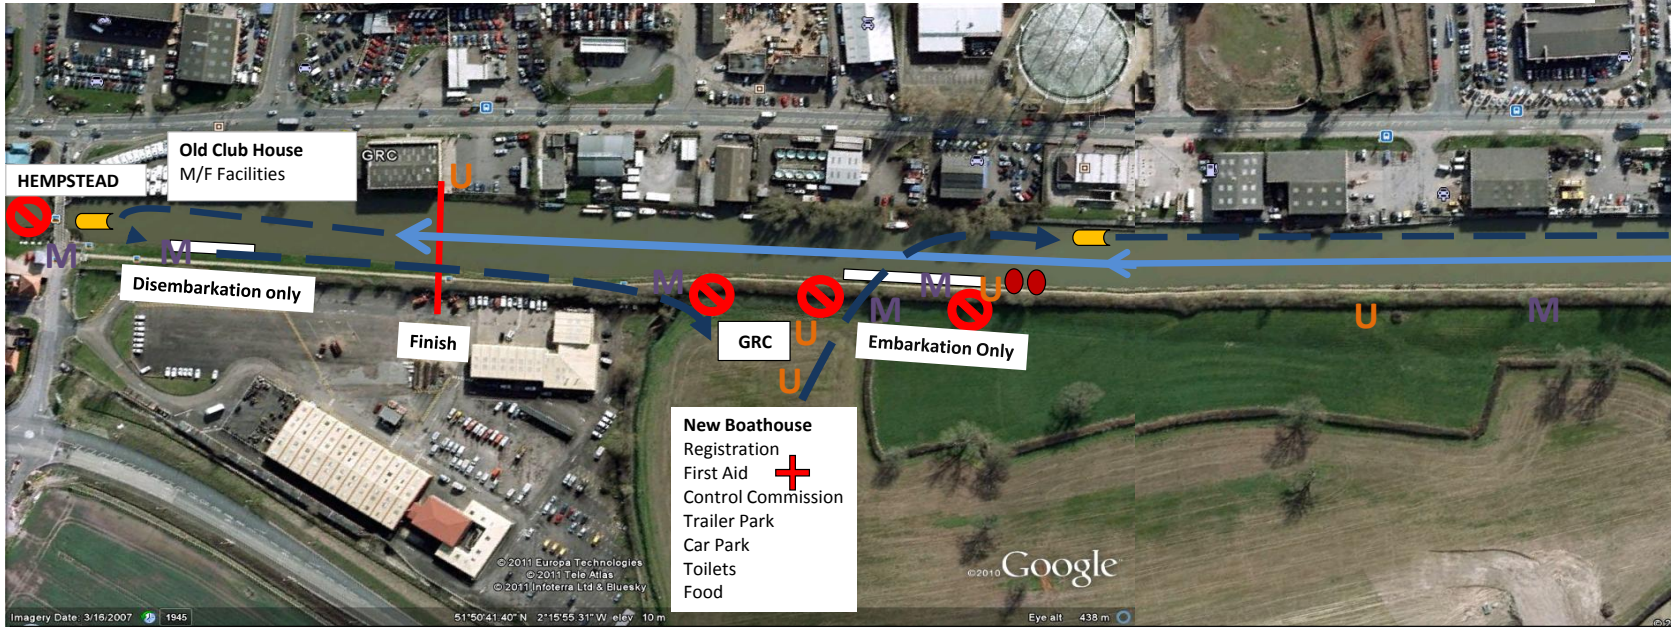 Old Club House
M/F Facilities
GRC
U
HEMPSTEAD
M
M
Disembarkation only
Finish
M
M
U
M
U
M
U
GRC
U
Embarkation Only
U
New Boathouse
Registration
First Aid
Control Commission
Trailer Park
Car Park
Toilets
Food
© 2011 Europa Technologies
© 2011 Tele Atlas
© 2011 Infoterra Ltd & Bluesky
©2010 Google
Imagery Date: 3/16/2007 1945
51°50'41.40" N 2°15'55.31" W elev 10 m
Eye alt 438 m